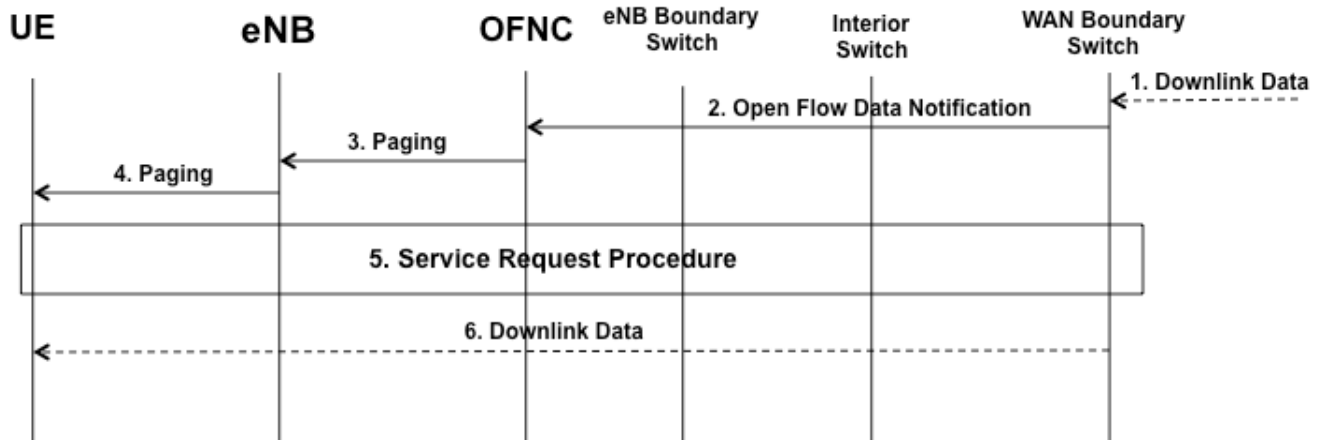 UE
eNB
OFNC
eNB Boundary
Switch
Interior
Switch
WAN Boundary
Switch
1. Downlink Data
2. Open Flow Data Notification
3. Paging
4. Paging
5. Service Request Procedure
6. Downlink Data